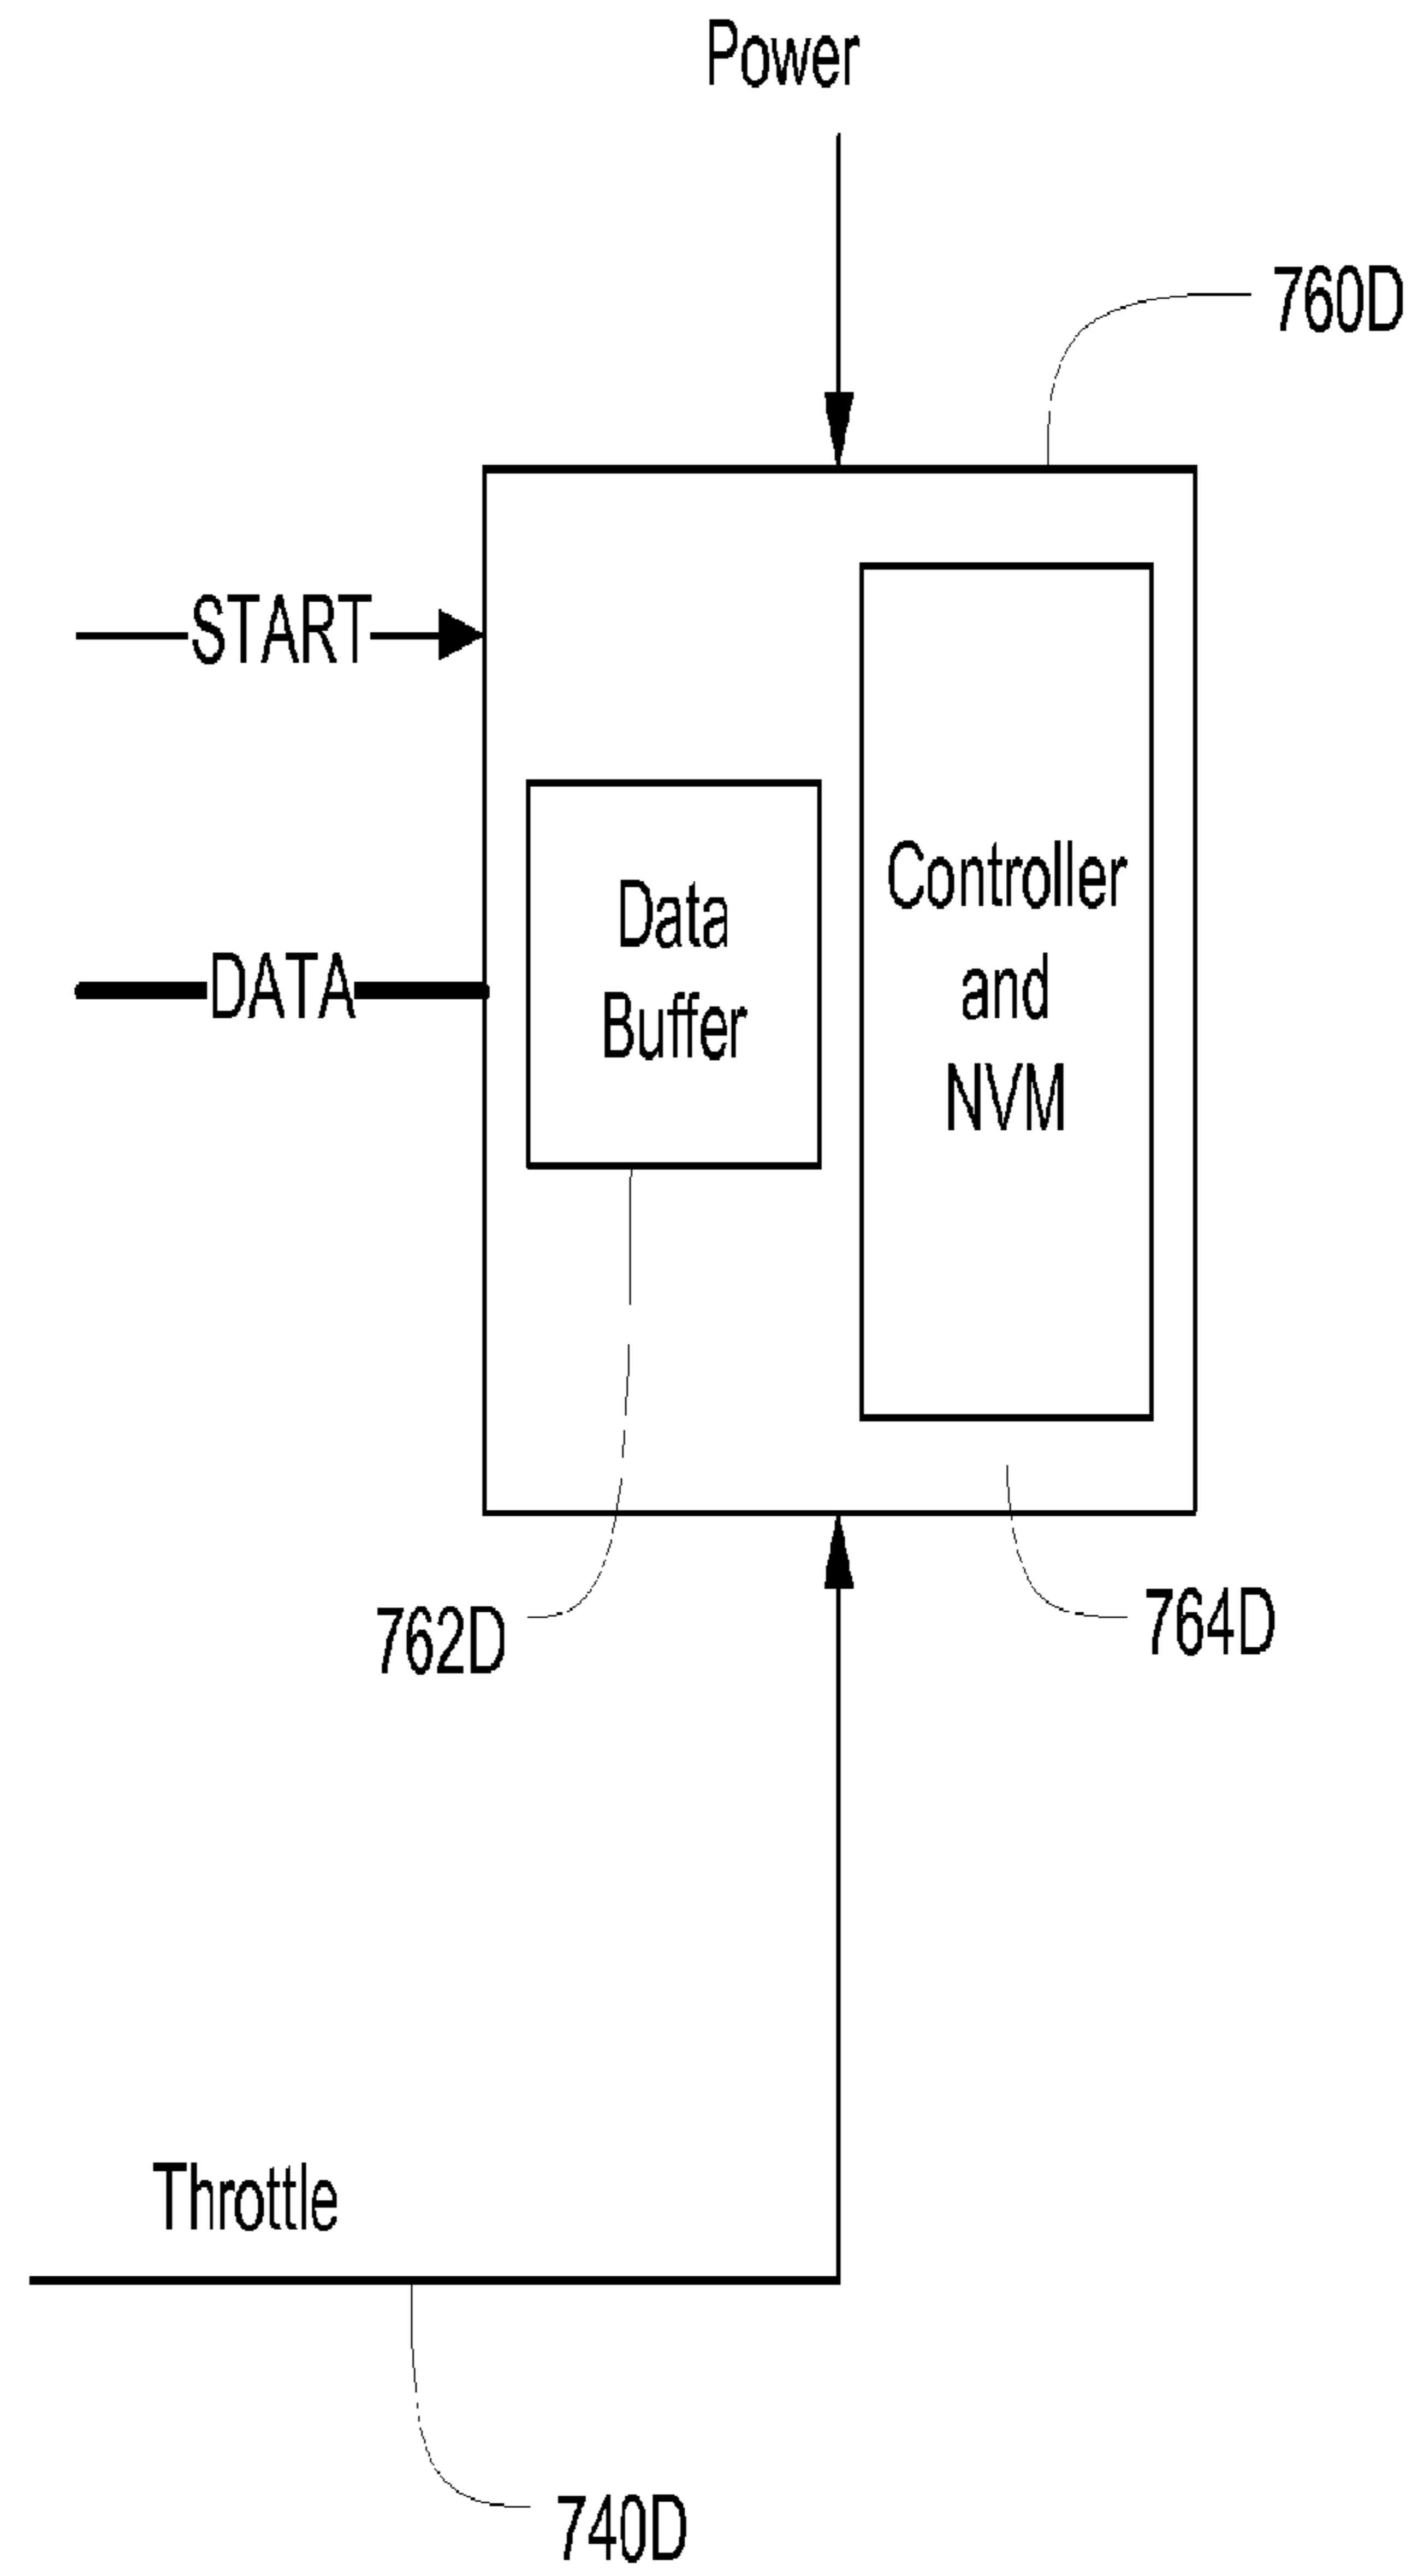 Power
760D
START
DATA
Data
Buffer
Controller
and
NVM
762D
764D
Throttle
740D